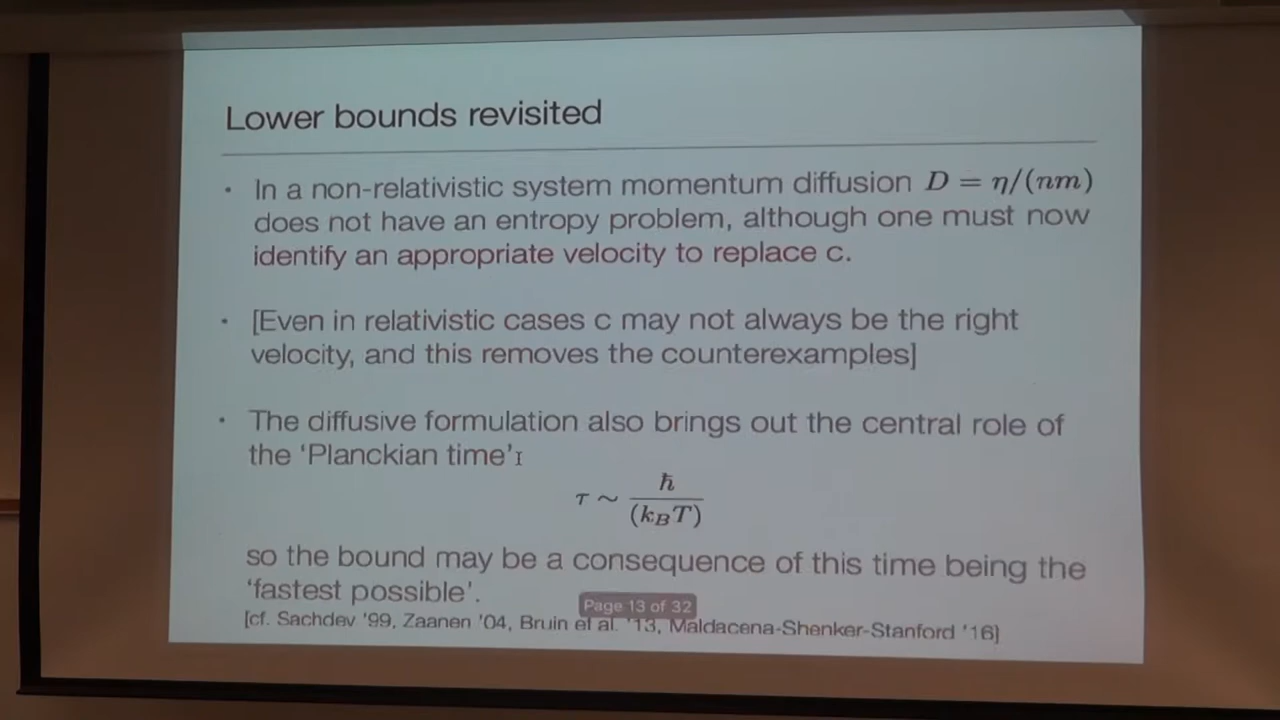 Lower bounds revisited
• In a non-relativistic system momentum diffusion D = η/(nm)
does not have an entropy problem, although one must now
identify an appropriate velocity to replace c.
• [Even in relativistic cases c may not always be the right
velocity, and this removes the counterexamples]
• The diffusive formulation also brings out the central role of
the ‘Planckian time’
τ ~ ħ/(k_BT)
so the bound may be a consequence of this time being the
‘fastest possible’.
Page 13 of 32
[cf. Sachdev '99, Zaanen '04, Bruin et al. '13, Maldacena-Shenker-Stanford '16]